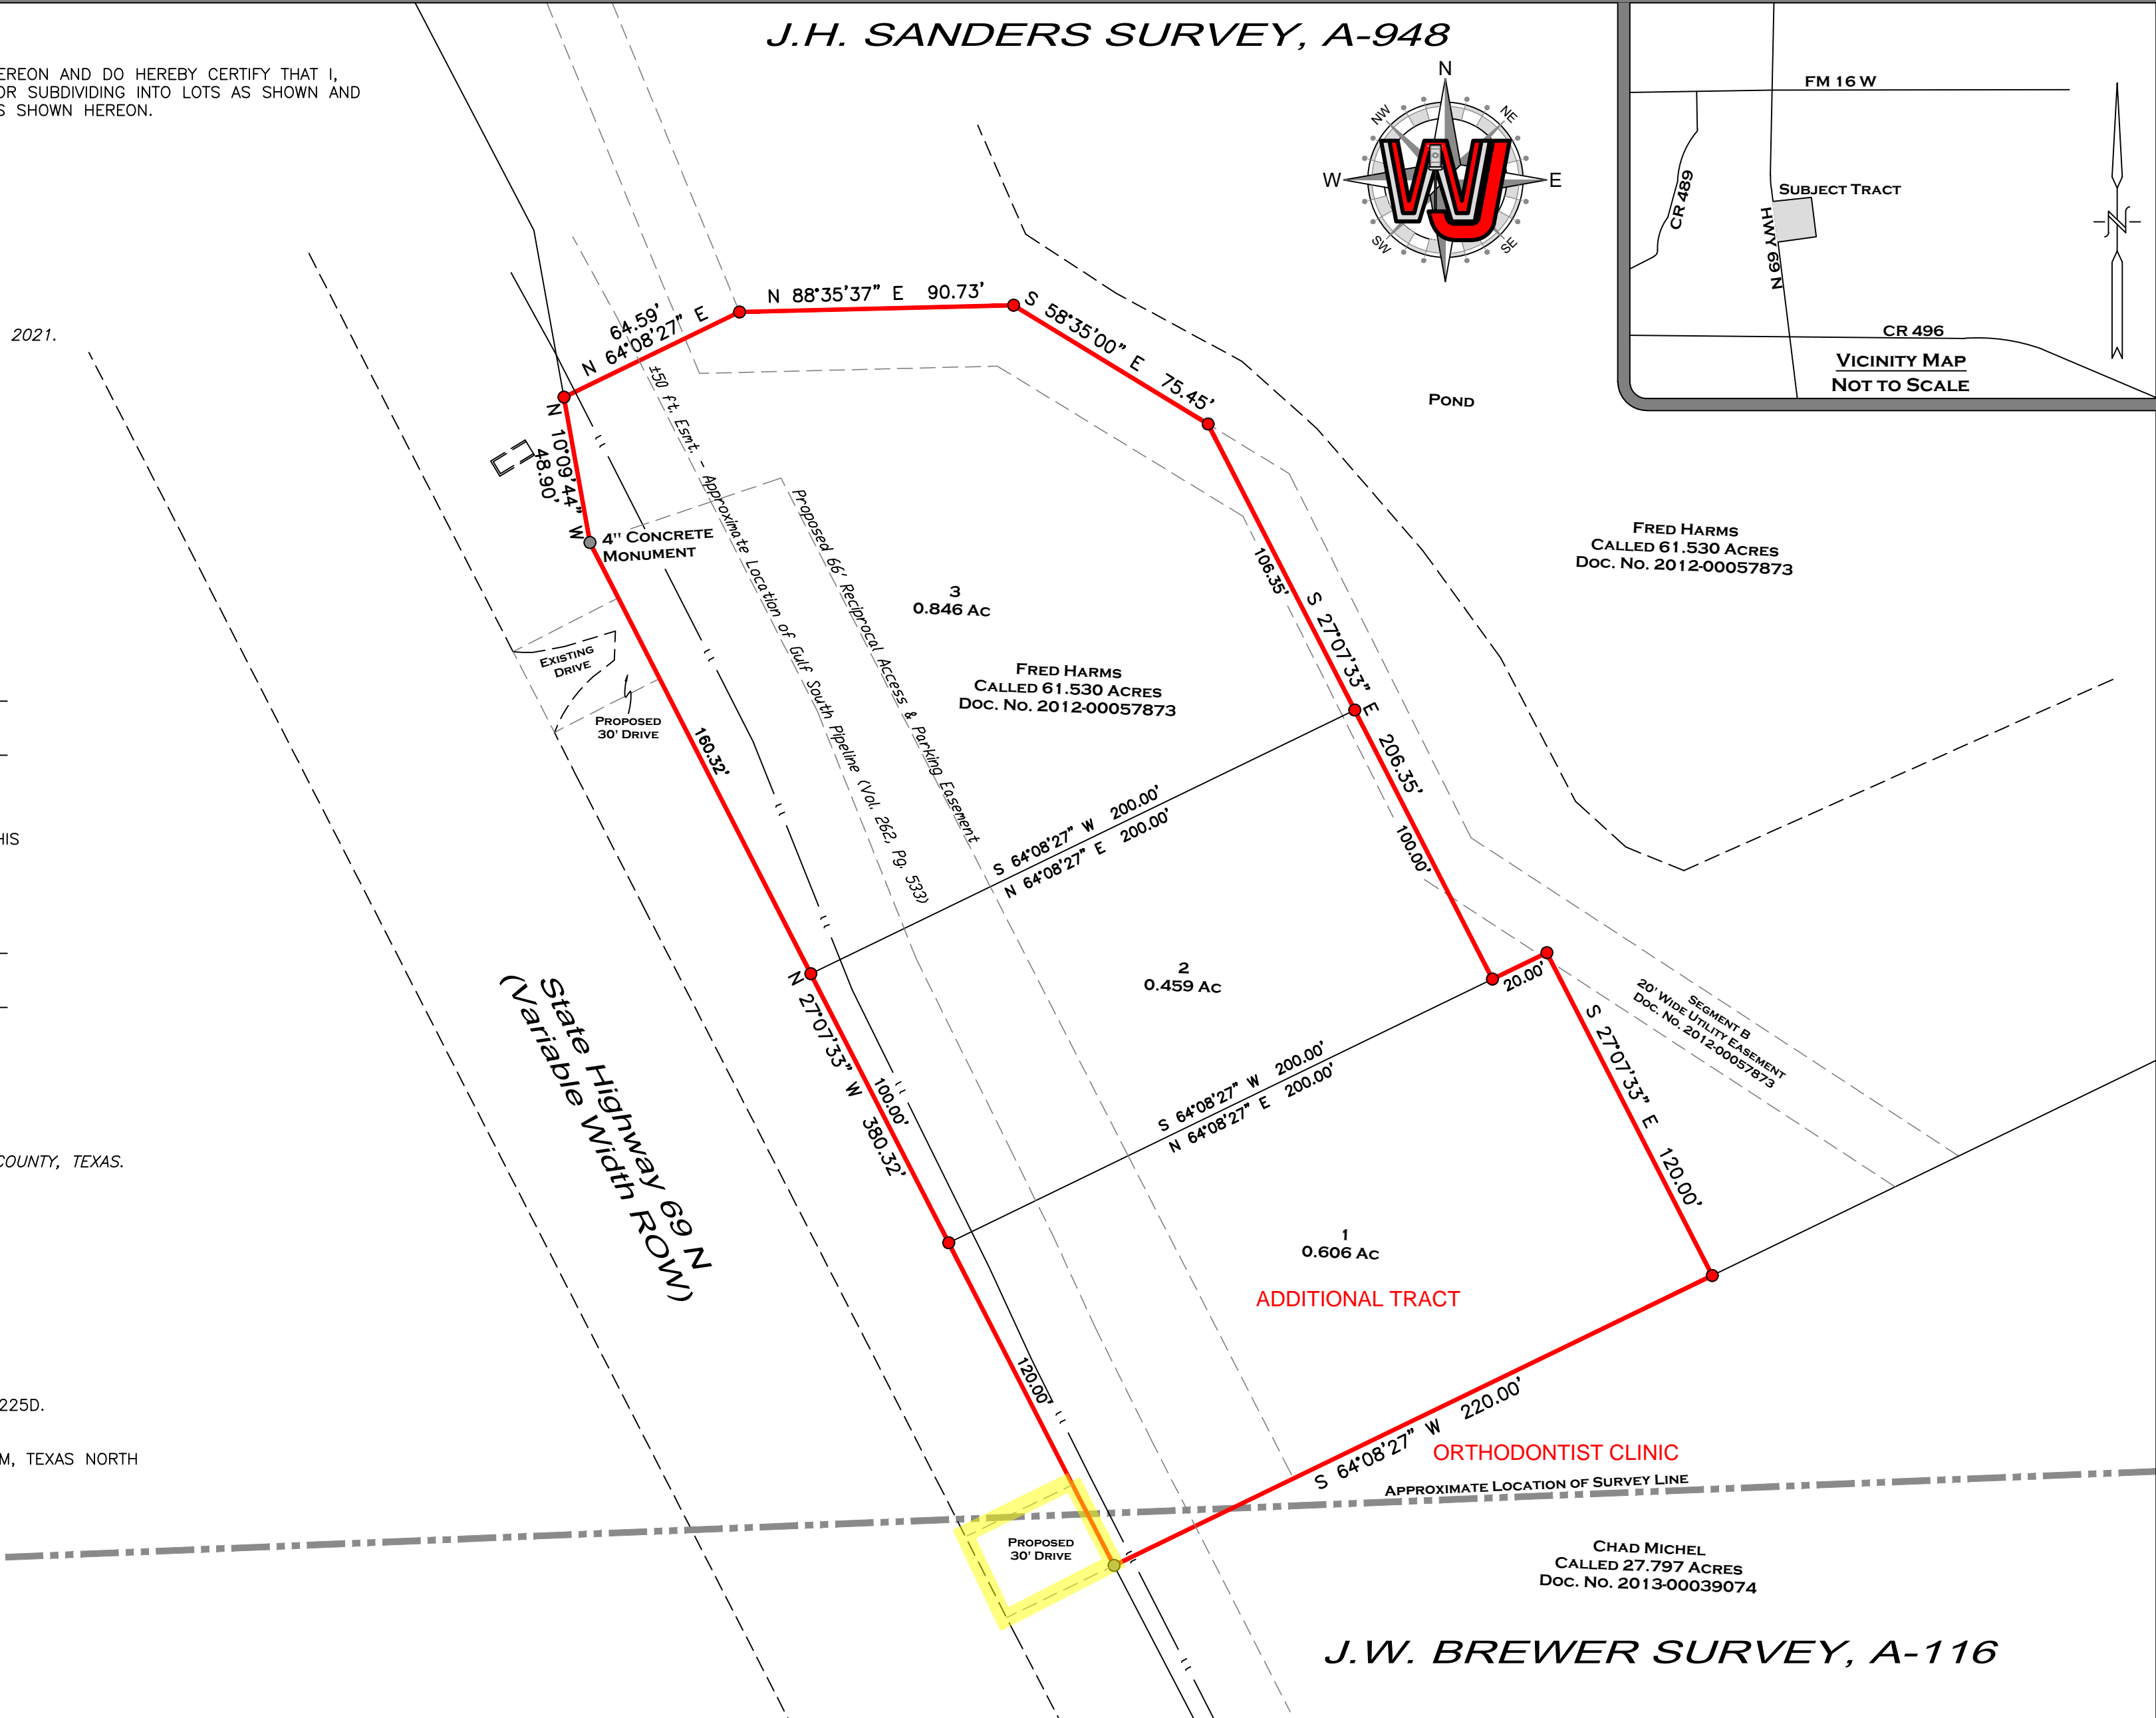 J.H. SANDERS SURVEY, A-948
EREON AND DO HEREBY CERTIFY THAT I,
OR SUBDIVIDING INTO LOTS AS SHOWN AND
S SHOWN HEREON.
2021.
HIS
COUNTY, TEXAS.
225D.
M, TEXAS NORTH
N
NE
E
SE
SW
W
NW
WJ
FM 16 W
CR 489
SUBJECT TRACT
HWY 69 N
CR 496
VICINITY MAP
NOT TO SCALE
N
64.59'
N 64°08'27" E
N 88°35'37" E 90.73'
S 58°35'00" E 75.45'
N 10°09'44" W
48.90'
4" CONCRETE
MONUMENT
±50 ft. Esmt. - Approximate Location of Gulf South Pipeline (Vol. 262, Pg. 533)
Proposed 66' Reciprocal Access & Parking Easement
POND
FRED HARMS
CALLED 61.530 ACRES
DOC. NO. 2012-00057873
3
0.846 AC
FRED HARMS
CALLED 61.530 ACRES
DOC. NO. 2012-00057873
106.35'
S 27°07'33" E 206.35'
EXISTING
DRIVE
PROPOSED
30' DRIVE
160.32'
S 64°08'27" W 200.00'
N 64°08'27" E 200.00'
100.00'
2
0.459 AC
20.00'
SEGMENT B
20' WIDE UTILITY EASEMENT
DOC. NO. 2012-00057873
State Highway 69 N
(Variable Width ROW)
N 27°07'33" W 380.32'
100.00'
S 64°08'27" W 200.00'
N 64°08'27" E 200.00'
S 27°07'33" E 120.00'
1
0.606 AC
ADDITIONAL TRACT
120.00'
S 64°08'27" W 220.00'
ORTHODONTIST CLINIC
APPROXIMATE LOCATION OF SURVEY LINE
PROPOSED
30' DRIVE
CHAD MICHEL
CALLED 27.797 ACRES
DOC. NO. 2013-00039074
J.W. BREWER SURVEY, A-116